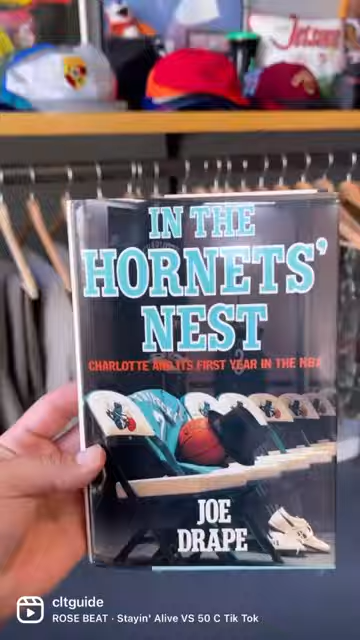 Jetsons
IN THE
HORNETS'
NEST
CHARLOTTE AND ITS FIRST YEAR IN THE NBA
JOE
DRAPE
cltguide
ROSE BEAT · Stayin' Alive VS 50 C Tik Tok